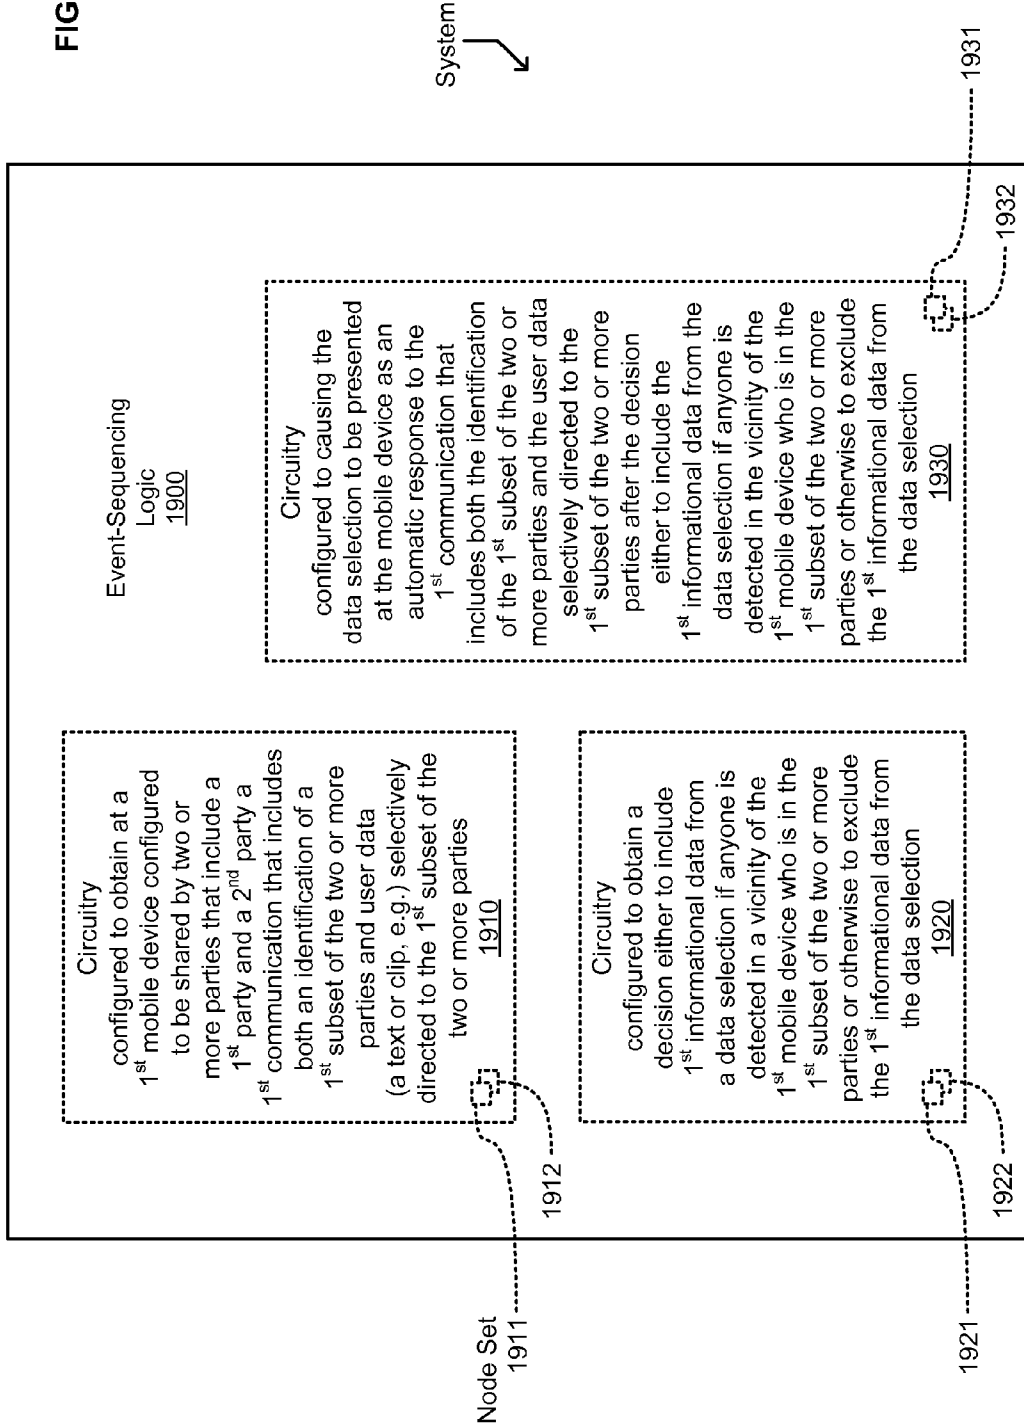 FIG
System
Event-Sequencing
Logic
1900
Circuitry
configured to obtain at a
1st mobile device configured
to be shared by two or
more parties that include a
1st party and a 2nd party a
1st communication that includes
both an identification of a
1st subset of the two or more
parties and user data
(a text or clip, e.g.) selectively
directed to the 1st subset of the
two or more parties
1910
Node Set
1911
1912
Circuitry
configured to obtain a
decision either to include
1st informational data from
a data selection if anyone is
detected in a vicinity of the
1st mobile device who is in the
1st subset of the two or more
parties or otherwise to exclude
the 1st informational data from
the data selection
1920
1921
1922
Circuitry
configured to causing the
data selection to be presented
at the mobile device as an
automatic response to the
1st communication that
includes both the identification
of the 1st subset of the two or
more parties and the user data
selectively directed to the
1st subset of the two or more
parties after the decision
either to include the
1st informational data from the
data selection if anyone is
detected in the vicinity of the
1st mobile device who is in the
1st subset of the two or more
parties or otherwise to exclude
the 1st informational data from
the data selection
1930
1931
1932